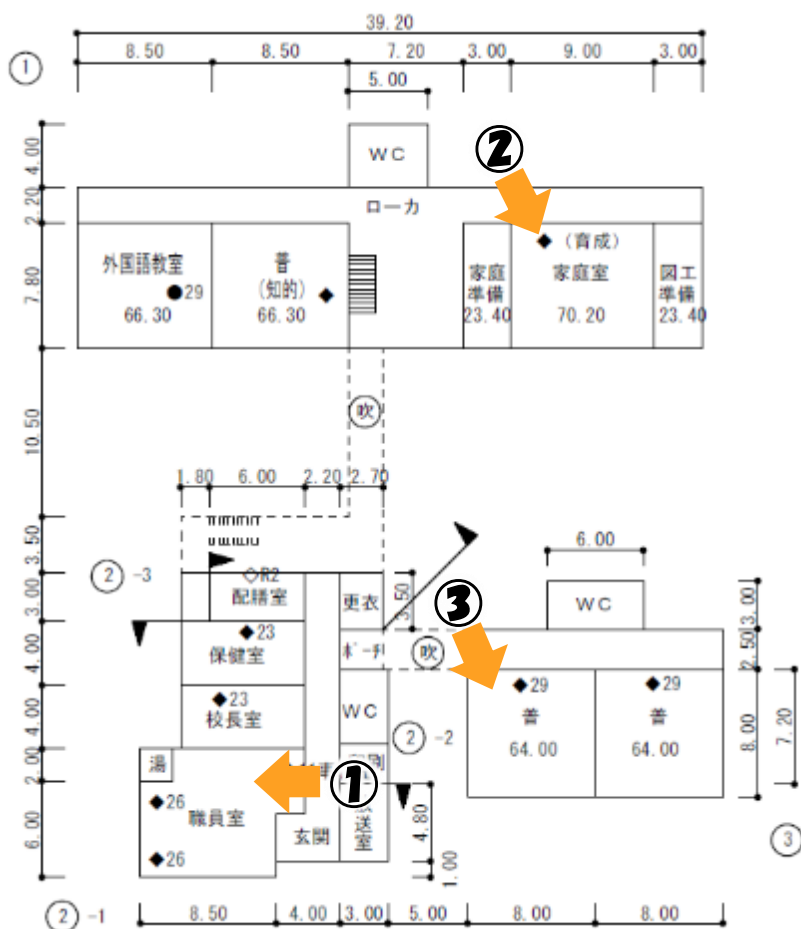 39.20
8.50 8.50 7.20 3.00 9.00 3.00
①
5.00
4.00
WC
②
2.20
ローカ
7.80
外国語教室
●29
66.30
普
(知的) ◆
66.30
家庭
準備
23.40
◆ (育成)
家庭室
70.20
図工
準備
23.40
10.50
吹
1.80 6.00 2.20 2.70
3.50
② -3
◇R2
配膳室
3.00
更衣
3.50
③
6.00
WC
3.00
◆23
保健室
4.00
ポーチ
吹
2.50
◆23
校長室
4.00
WC
② -2
◆29
普
64.00
◆29
普
64.00
8.00
7.20
2.00
湯
①
◆26
職員室
◆26
6.00
玄関
送室
4.80
1.00
③
② -1
8.50 4.00 3.00 5.00 8.00 8.00